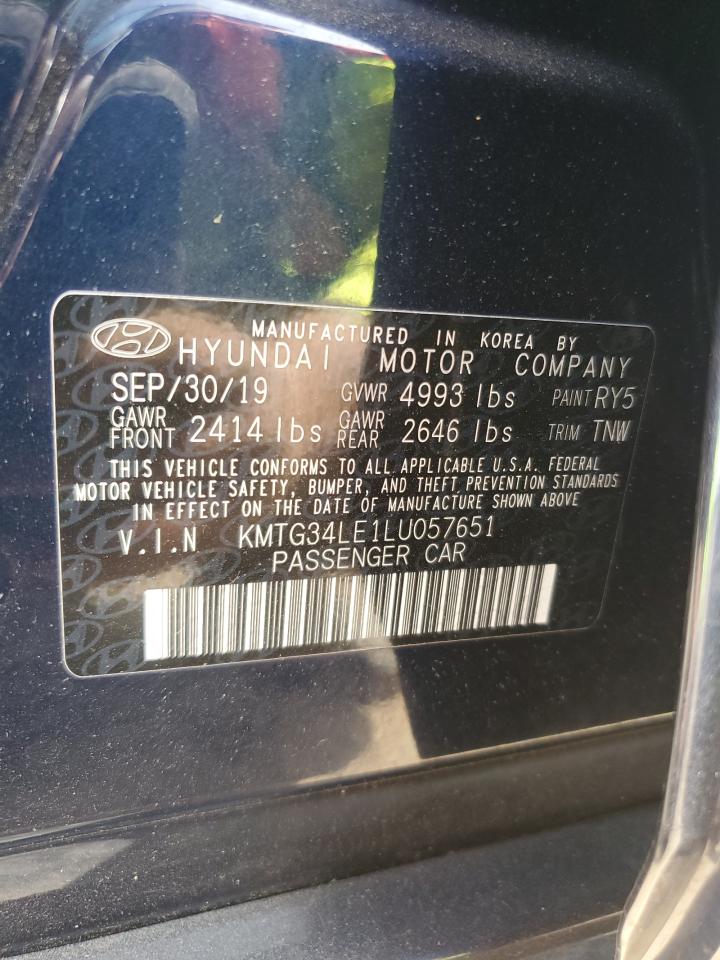 MANUFACTURED IN KOREA BY
HYUNDAI MOTOR COMPANY
SEP/30/19 GVWR 4993 lbs PAINT RY5
GAWR FRONT 2414 lbs GAWR REAR 2646 lbs TRIM TNW
THIS VEHICLE CONFORMS TO ALL APPLICABLE U.S.A. FEDERAL
MOTOR VEHICLE SAFETY, BUMPER, AND THEFT PREVENTION STANDARDS
IN EFFECT ON THE DATE OF MANUFACTURE SHOWN ABOVE
V.I.N KMTG34LE1LU057651
PASSENGER CAR